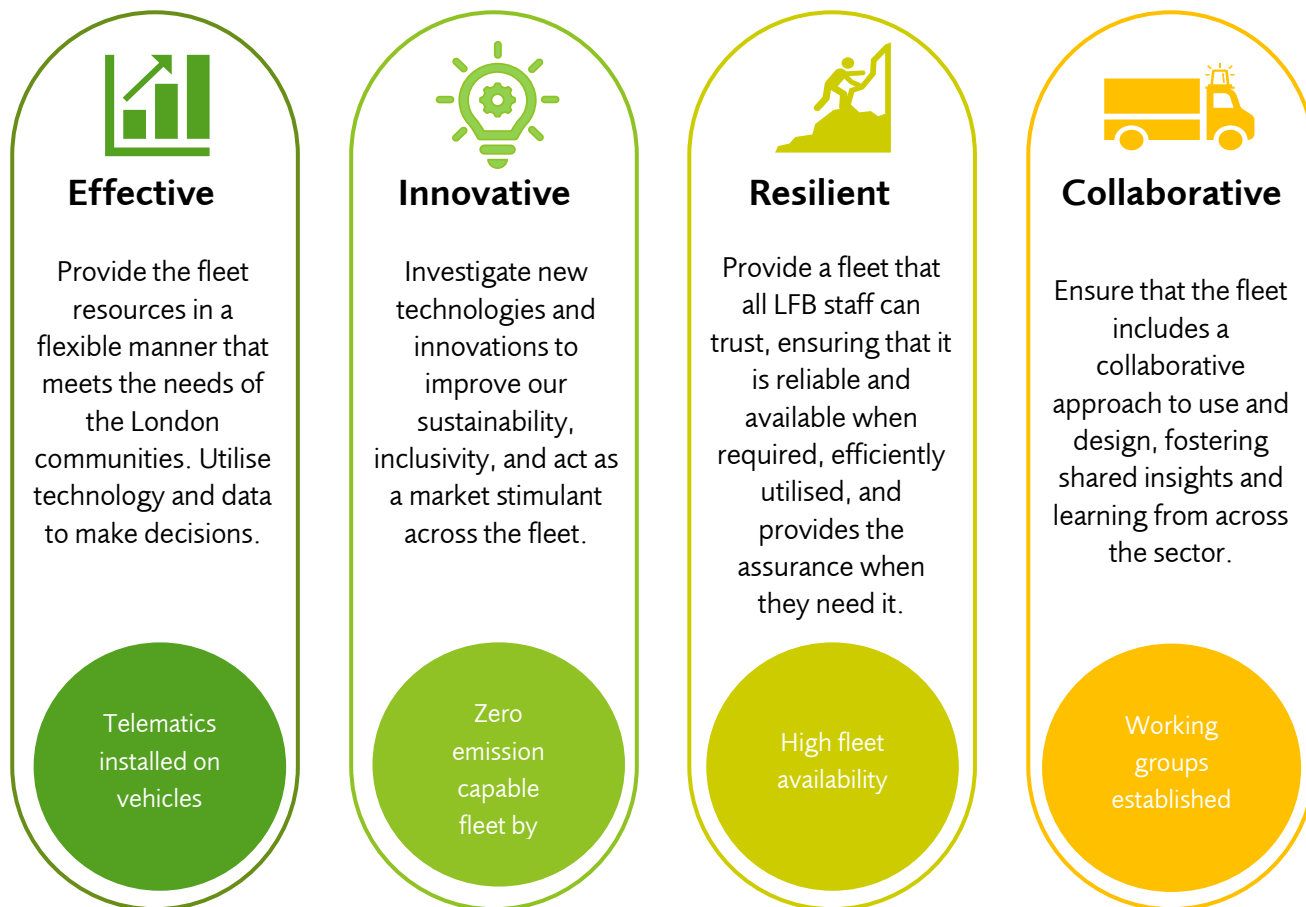 Effective
Provide the fleet
resources in a
flexible manner that
meets the needs of
the London
communities. Utilise
technology and data
to make decisions.
Telematics
installed on
vehicles
Innovative
Investigate new
technologies and
innovations to
improve our
sustainability,
inclusivity, and act as
a market stimulant
across the fleet.
Zero
emission
capable
fleet by
Resilient
Provide a fleet that
all LFB staff can
trust, ensuring that it
is reliable and
available when
required, efficiently
utilised, and
provides the
assurance when
they need it.
High fleet
availability
Collaborative
Ensure that the fleet
includes a
collaborative
approach to use and
design, fostering
shared insights and
learning from across
the sector.
Working
groups
established